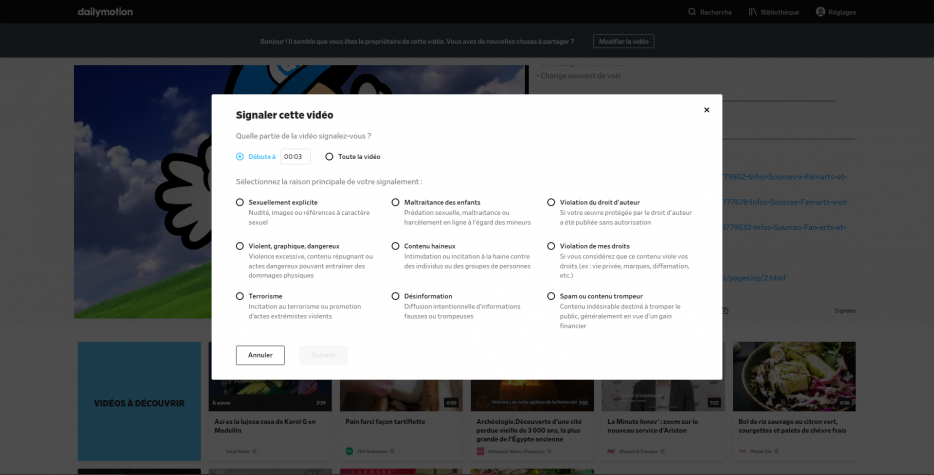 dailymotion
Recherche
Bibliothèque
Réglages
Bonjour ! Il semble que vous êtes le propriétaire de cette vidéo. Vous avez de nouvelles choses à partager ?
Modifier la vidéo
- Change souvent de voix
Signaler cette vidéo
Quelle partie de la vidéo signalez-vous ?
Débute à
00:03
Toute la vidéo
Sélectionnez la raison principale de votre signalement :
Sexuellement explicite
Nudité, images ou références à caractère
sexuel
Maltraitance des enfants
Prédation sexuelle, maltraitance ou
harcèlement en ligne à l'égard des mineurs
Violation du droit d'auteur
Si votre œuvre protégée par le droit d'auteur
a été publiée sans autorisation
Violent, graphique, dangereux
Violence excessive, contenu répugnant ou
actes dangereux pouvant entraîner des
dommages physiques
Contenu haineux
Intimidation ou incitation à la haine contre
des individus ou des groupes de personnes
Violation de mes droits
Si vous considérez que ce contenu viole vos
droits (ex : vie privée, marques, diffamation,
etc.)
Terrorisme
Incitation au terrorisme ou promotion
d'actes extrémistes violents
Désinformation
Diffusion intentionnelle d'informations
fausses ou trompeuses
Spam ou contenu trompeur
Contenu indésirable destiné à tromper le
public, généralement en vue d'un gain
financier
Annuler
Suivant
79502-Infos-Sources-v-Fan-arts-et-
77678-Infos-Sources-v-Fan-arts-et-
3779532-Infos-Sources-Fan-arts-et-
s/pages/ep/2.html
Signaler
VIDÉOS À DÉCOUVRIR
À suivre
Así es la lujosa casa de Karol G en
Medellín
Pain farci façon tartiflette
Archéologie.Découverte d'une cité
perdue vieille de 3 000 ans, la plus
grande de l'Égypte ancienne
La Minute Innov' : zoom sur le
nouveau service d'Ariston
Bol de riz sauvage au citron vert,
courgettes et palets de chèvre frais